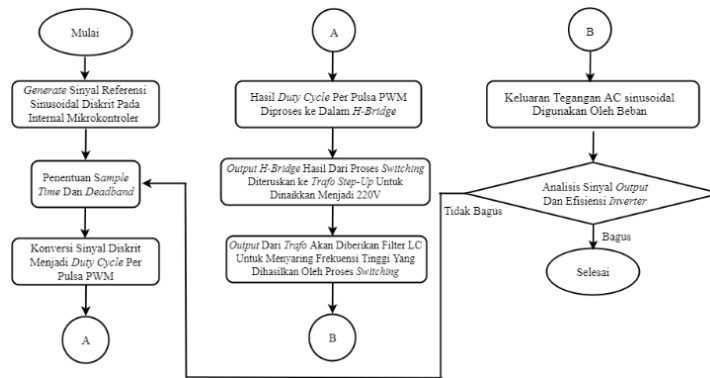 Mulai
Generate Sinyal Referensi
Sinusoidal Diskrit Pada
Internal Mikrokontroler
Penentuan Sample
Time Dan Deadband
Konversi Sinyal Diskrit
Menjadi Duty Cycle Per
Pulsa PWM
A
A
Hasil Duty Cycle Per Pulsa PWM
Diproses ke Dalam H-Bridge
Output H-Bridge Hasil Dari Proses Switching
Diteruskan ke Trafo Step-Up Untuk
Dinaikkan Menjadi 220V
Output Dari Trafo Akan Diberikan Filter LC
Untuk Menyaring Frekuensi Tinggi Yang
Dihasilkan Oleh Proses Switching
B
B
Keluaran Tegangan AC sinusoidal
Digunakan Oleh Beban
Analisis Sinyal Output
Dan Efisiensi Inverter
Tidak Bagus
Bagus
Selesai